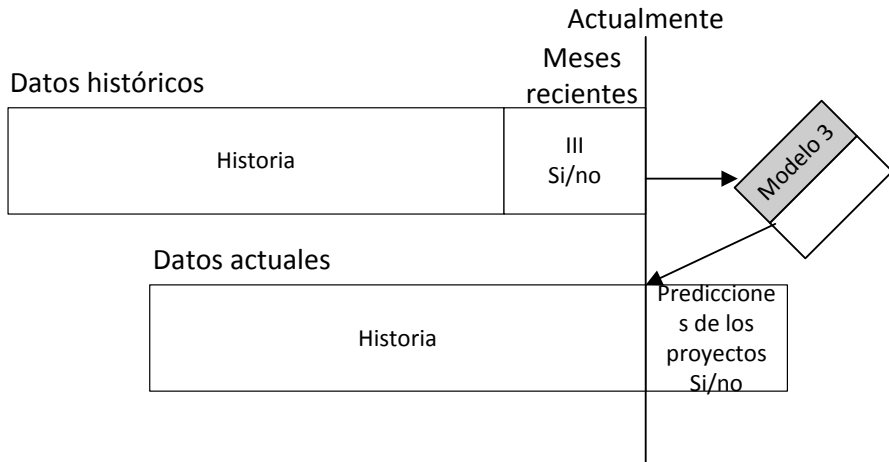 Actualmente
Meses
recientes
Datos históricos
Historia
III
Si/no
Modelo 3
Datos actuales
Historia
Prediccione
s de los
proyectos
Si/no